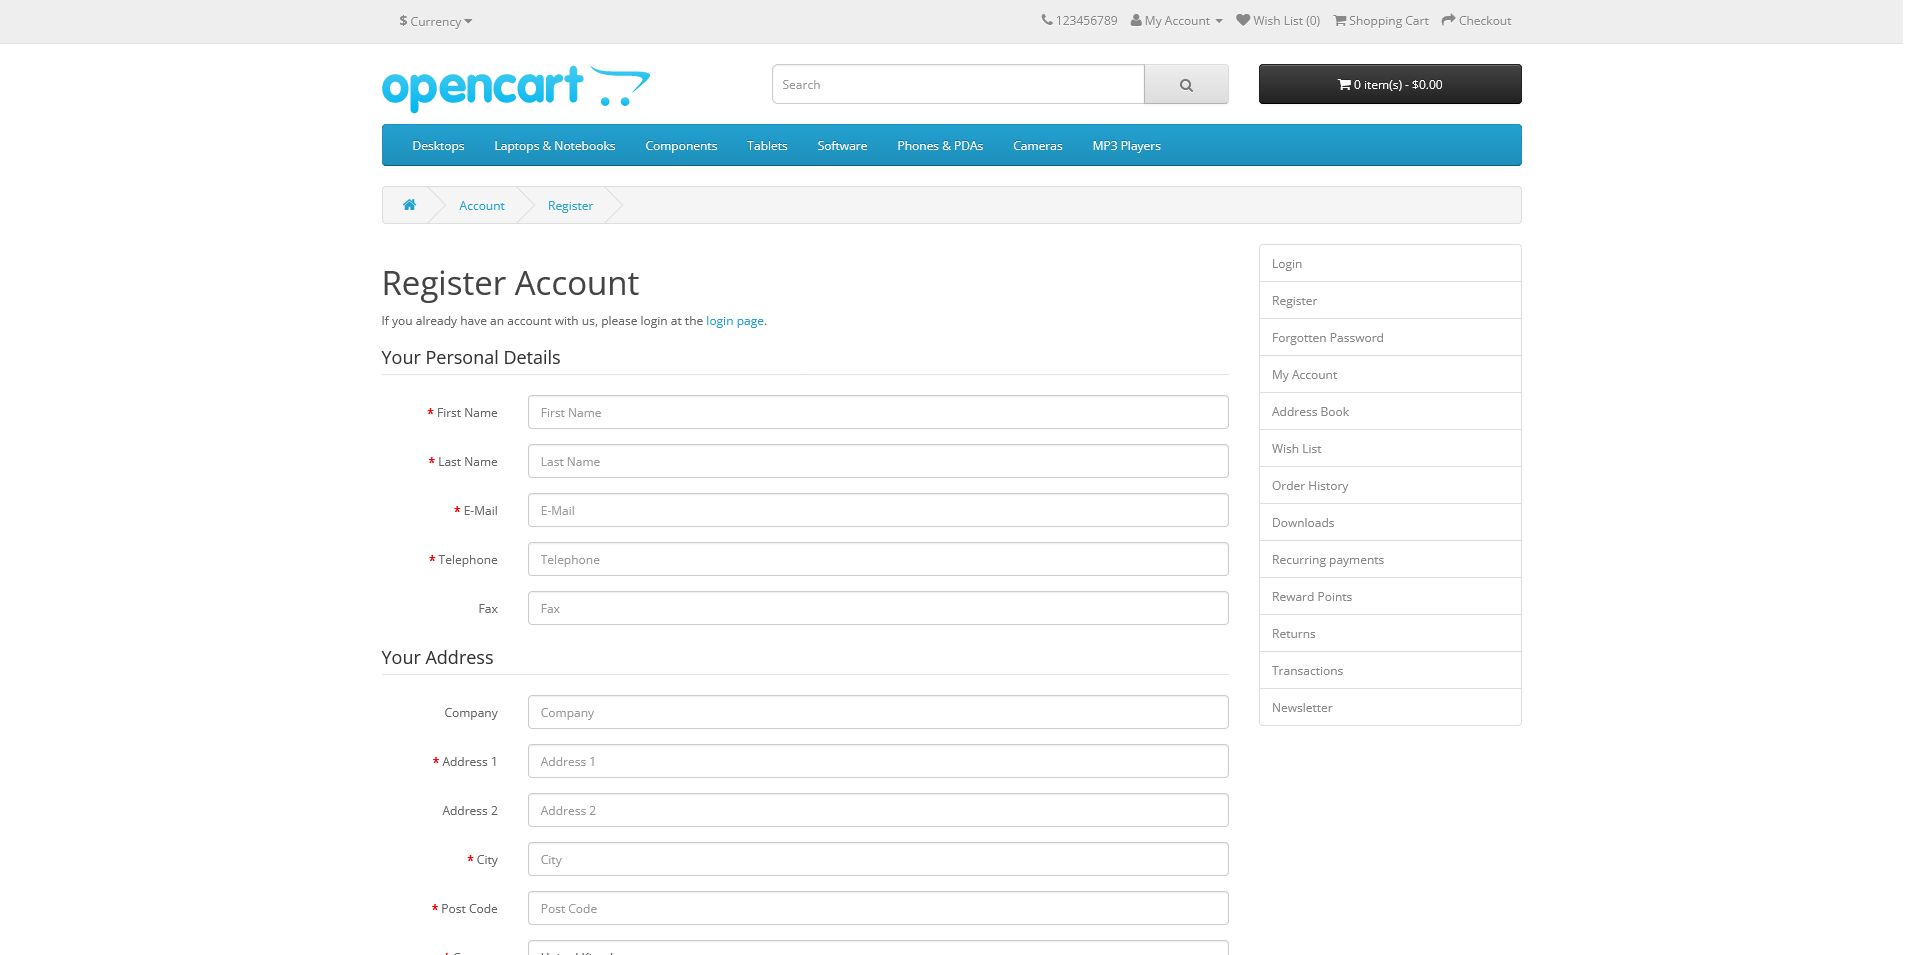 $ Currency
123456789 My Account Wish List (0) Shopping Cart Checkout
opencart
Search
0 item(s) - $0.00
Desktops Laptops & Notebooks Components Tablets Software Phones & PDAs Cameras MP3 Players
Account Register
Register Account
If you already have an account with us, please login at the login page.
Your Personal Details
* First Name First Name
* Last Name Last Name
* E-Mail E-Mail
* Telephone Telephone
Fax Fax
Your Address
Company Company
* Address 1 Address 1
Address 2 Address 2
* City City
* Post Code Post Code
Login
Register
Forgotten Password
My Account
Address Book
Wish List
Order History
Downloads
Recurring payments
Reward Points
Returns
Transactions
Newsletter